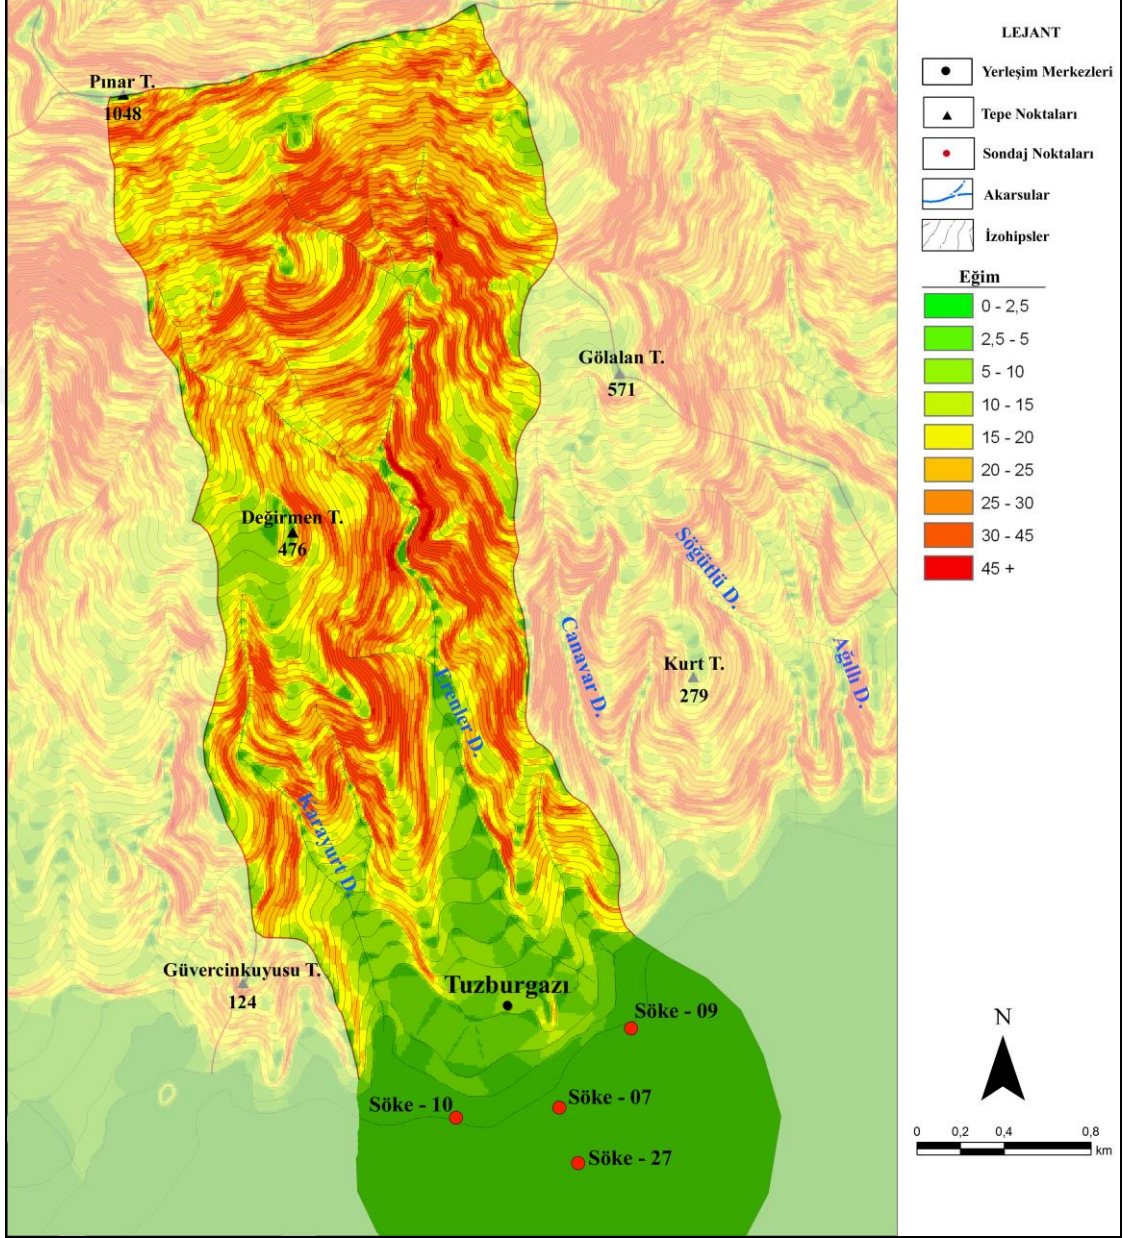 Pınar T.
1048
Gölalan T.
571
Değirmen T.
476
Söğütlü D.
Canavar D.
Kurt T.
279
Ağıllı D.
Erenler D.
Karayurt D.
Güvercinkuyusu T.
124
Tuzburgazı
Söke - 09
Söke - 10
Söke - 07
Söke - 27
LEJANT
Yerleşim Merkezleri
Tepe Noktaları
Sondaj Noktaları
Akarsular
İzohipsler
Eğim
0 - 2,5
2,5 - 5
5 - 10
10 - 15
15 - 20
20 - 25
25 - 30
30 - 45
45 +
N
0 0,2 0,4 0,8
km